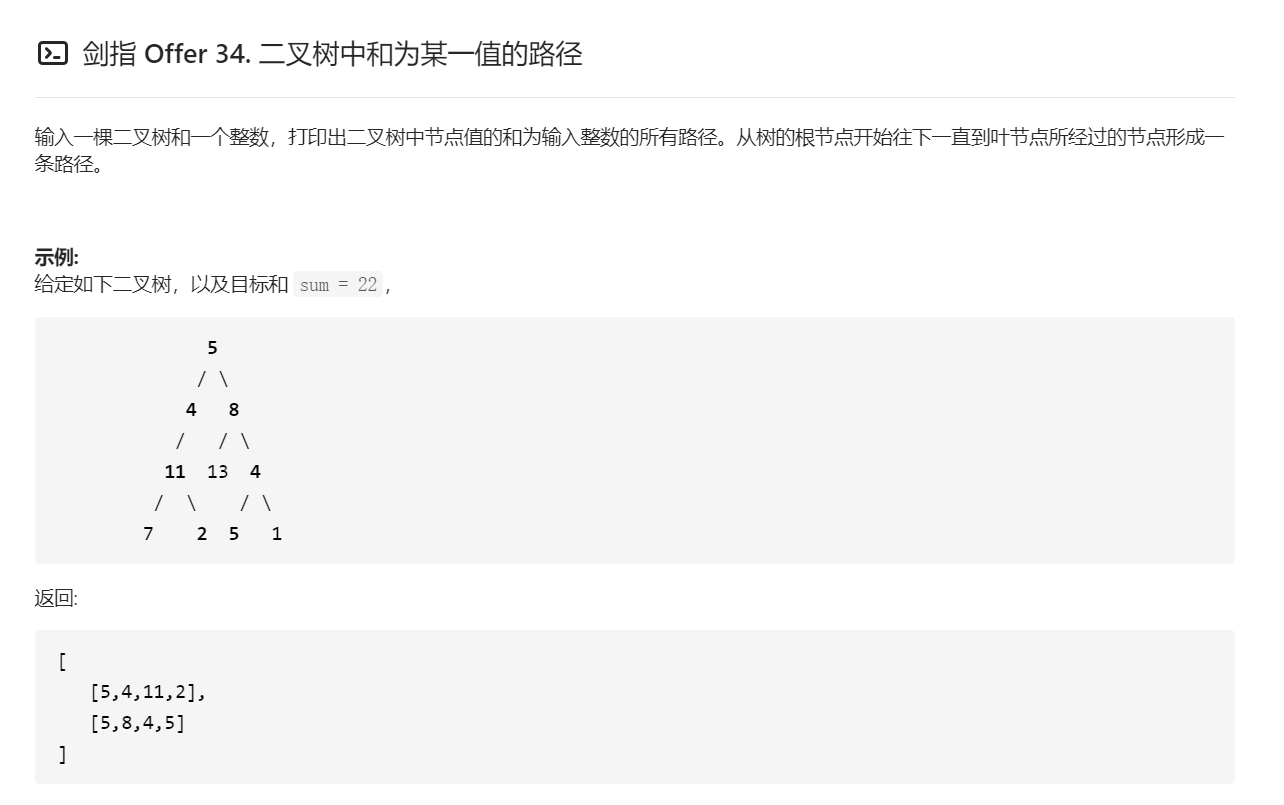 剑指 Offer 34. 二叉树中和为某一值的路径
输入一棵二叉树和一个整数，打印出二叉树中节点值的和为输入整数的所有路径。从树的根节点开始往下一直到叶节点所经过的节点形成一
条路径。
示例:
给定如下二叉树，以及目标和 sum = 22，
              5
             / \
            4   8
           /   / \
          11  13  4
         /  \    / \
        7    2  5   1
返回:
[
   [5,4,11,2],
   [5,8,4,5]
]